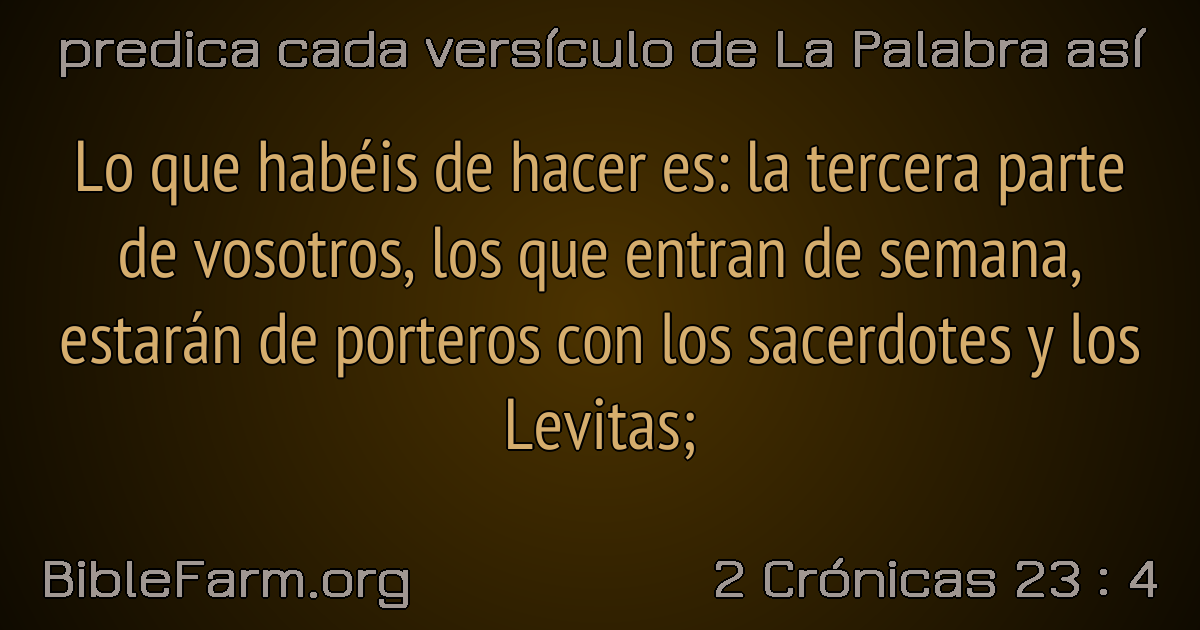 predica cada versículo de La Palabra así
Lo que habéis de hacer es: la tercera parte
de vosotros, los que entran de semana,
estarán de porteros con los sacerdotes y los
Levitas;
BibleFarm.org
2 Crónicas 23 : 4